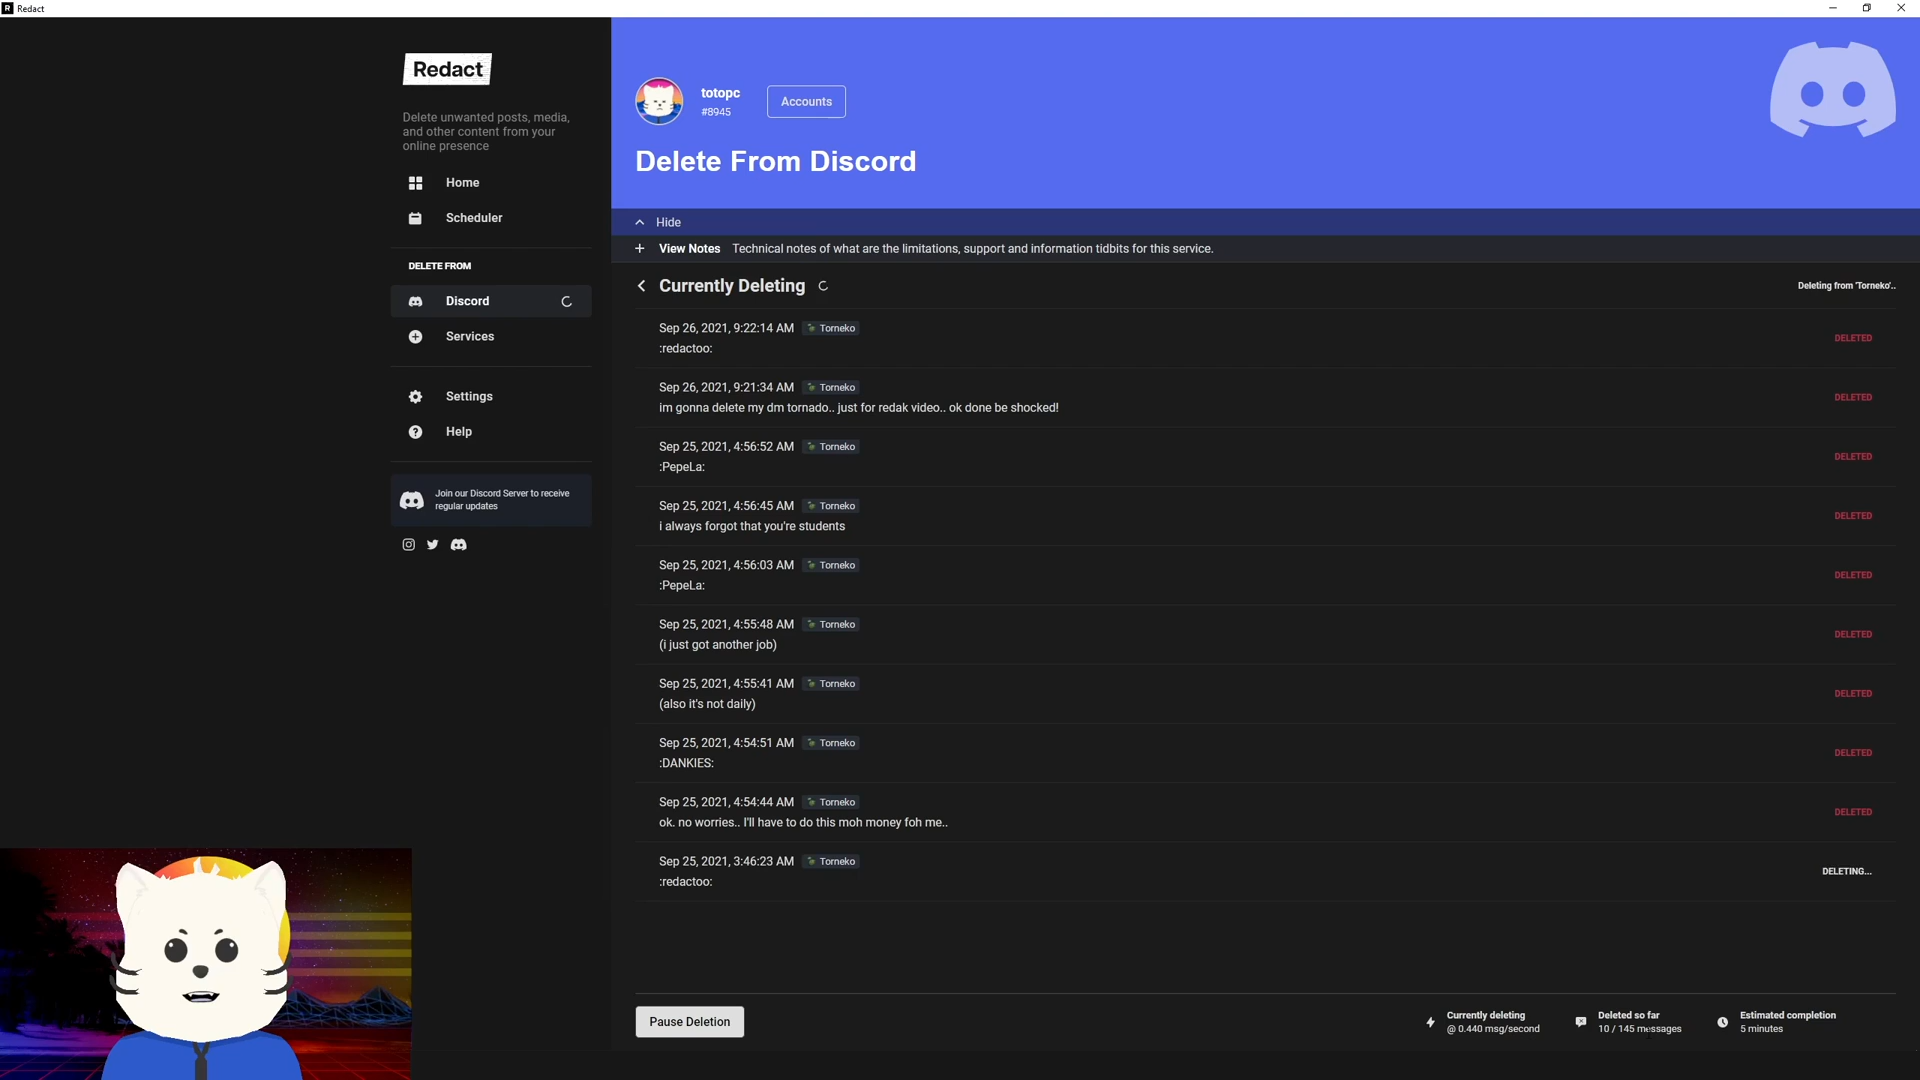 Redact
Redact
Delete unwanted posts, media,
and other content from your
online presence
Home
Scheduler
DELETE FROM
Discord
Services
Settings
Help
Join our Discord Server to receive
regular updates
totopc
#8945
Accounts
Delete From Discord
Hide
View Notes Technical notes of what are the limitations, support and information tidbits for this service.
Currently Deleting
Deleting from 'Torneko'..
Sep 26, 2021, 9:22:14 AM Torneko
:redactoo:
DELETED
Sep 26, 2021, 9:21:34 AM Torneko
im gonna delete my dm tornado.. just for redak video.. ok done be shocked!
DELETED
Sep 25, 2021, 4:56:52 AM Torneko
:PepeLa:
DELETED
Sep 25, 2021, 4:56:45 AM Torneko
i always forgot that you're students
DELETED
Sep 25, 2021, 4:56:03 AM Torneko
:PepeLa:
DELETED
Sep 25, 2021, 4:55:48 AM Torneko
(i just got another job)
DELETED
Sep 25, 2021, 4:55:41 AM Torneko
(also it's not daily)
DELETED
Sep 25, 2021, 4:54:51 AM Torneko
:DANKIES:
DELETED
Sep 25, 2021, 4:54:44 AM Torneko
ok. no worries.. I'll have to do this moh money foh me..
DELETED
Sep 25, 2021, 3:46:23 AM Torneko
:redactoo:
DELETING...
Pause Deletion
Currently deleting
@ 0.440 msg/second
Deleted so far
10 / 145 messages
Estimated completion
5 minutes